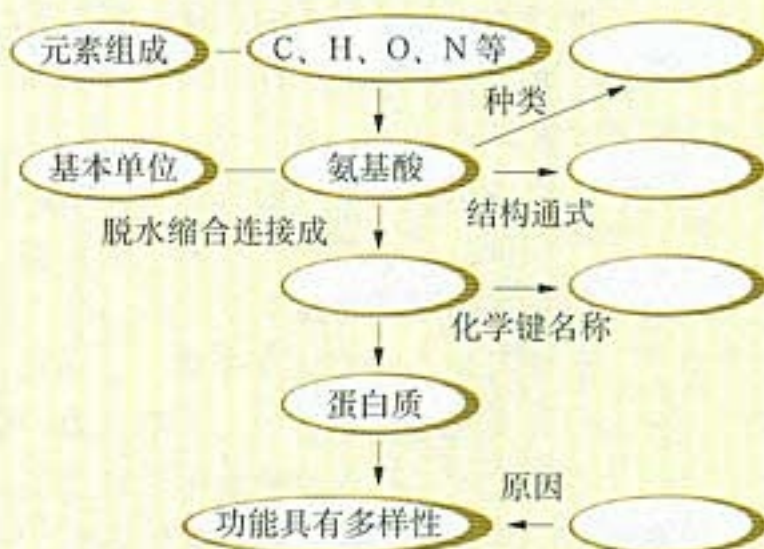 元素组成
C、H、O、N 等
种类
基本单位
氨基酸
结构通式
脱水缩合连接成
化学键名称
蛋白质
原因
功能具有多样性